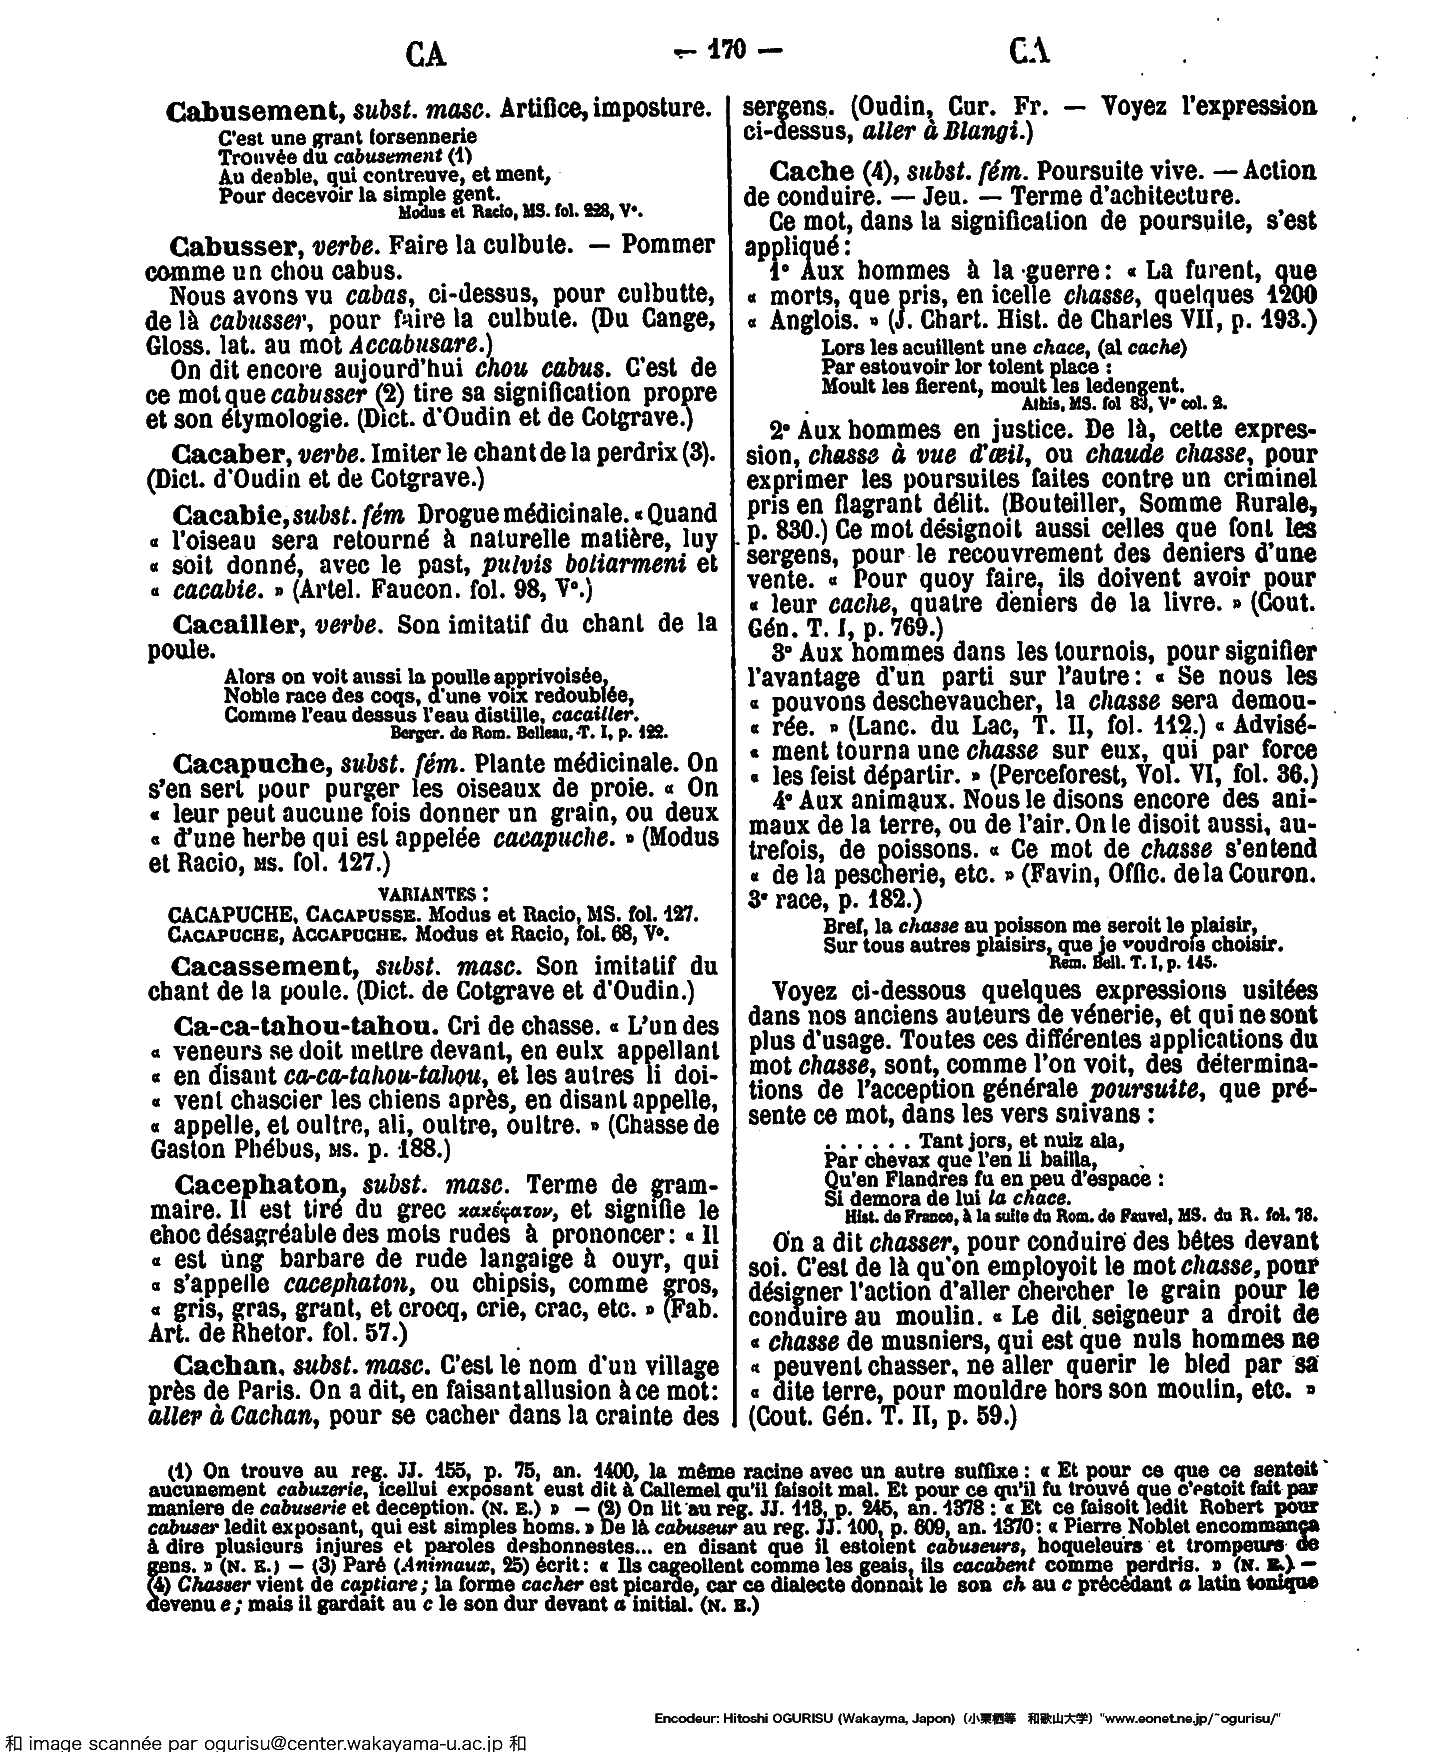 CA — 170 — CA
Cabusement, subst. masc. Artifice, imposture.
C'est une grant forsennerie
Trouvée du cabusement (1)
Au deable, qui contreuve, et ment,
Pour decevoir la simple gent.
Modus et Racio, MS. fol. 228, V°.
Cabusser, verbe. Faire la culbute. — Pommer
comme un chou cabus.
Nous avons vu cabas, ci-dessus, pour culbutte,
de là cabusser, pour faire la culbute. (Du Cange,
Gloss. lat. au mot Accabusare.)
On dit encore aujourd'hui chou cabus. C'est de
ce mot que cabusser (2) tire sa signification propre
et son étymologie. (Dict. d'Oudin et de Cotgrave.)
Cacaber, verbe. Imiter le chant de la perdrix (3).
(Dict. d'Oudin et de Cotgrave.)
Cacabie, subst. fém Drogue médicinale. « Quand
« l'oiseau sera retourné à naturelle matière, luy
« soit donné, avec le past, pulvis boliarmeni et
« cacabie. » (Artel. Faucon. fol. 98, V°.)
Cacailler, verbe. Son imitatif du chant de la
poule.
Alors on voit aussi la poulle apprivoisée,
Noble race des coqs, d'une voix redoublée,
Comme l'eau dessus l'eau distille, cacailler.
Berger. de Rom. Belleau, T. I, p. 122.
Cacapuche, subst. fém. Plante médicinale. On
s'en sert pour purger les oiseaux de proie. « On
« leur peut aucune fois donner un grain, ou deux
« d'une herbe qui est appelée cacapuche. » (Modus
et Racio, MS. fol. 127.)
VARIANTES :
CACAPUCHE, CACAPUSSE. Modus et Racio, MS. fol. 127.
CACAPUCHE, ACCAPUCHE. Modus et Racio, fol. 68, V°.
Cacassement, subst. masc. Son imitatif du
chant de la poule. (Dict. de Cotgrave et d'Oudin.)
Ca-ca-tahou-tahou. Cri de chasse. « L'un des
« veneurs se doit mettre devant, en eulx appellant
« en disant ca-ca-tahou-tahou, et les autres li doi-
« vent chascier les chiens après, en disant appelle,
« appelle, et oultre, ali, oultre, oultre. » (Chasse de
Gaston Phébus, MS. p. 188.)
Cacephaton, subst. masc. Terme de gram-
maire. Il est tiré du grec κακέφατον, et signifie le
choc désagréable des mots rudes à prononcer : « Il
« est ung barbare de rude langaige à ouyr, qui
« s'appelle cacephaton, ou chipsis, comme gros,
« gris, gras, grant, et crocq, crie, crac, etc. » (Fab.
Art. de Rhetor. fol. 57.)
Cachan, subst. masc. C'est le nom d'un village
près de Paris. On a dit, en faisant allusion à ce mot:
aller à Cachan, pour se cacher dans la crainte des
sergens. (Oudin, Cur. Fr. — Voyez l'expression
ci-dessus, aller à Blangi.)
Cache (4), subst. fém. Poursuite vive. — Action
de conduire. — Jeu. — Terme d'achitecture.
Ce mot, dans la signification de poursuite, s'est
appliqué :
1° Aux hommes à la guerre : « La furent, que
« morts, que pris, en icelle chasse, quelques 1200
« Anglois. » (J. Chart. Hist. de Charles VII, p. 193.)
Lors les acuillent une chace, (al cache)
Par estouvoir lor tolent place :
Moult les fierent, moult les ledengent.
Athis, MS. fol 83, V° col. 2.
2° Aux hommes en justice. De là, cette expres-
sion, chasse à vue d'œil, ou chaude chasse, pour
exprimer les poursuites faites contre un criminel
pris en flagrant délit. (Bouteiller, Somme Rurale,
p. 830.) Ce mot désignoit aussi celles que font les
sergens, pour le recouvrement des deniers d'une
vente. « Pour quoy faire, ils doivent avoir pour
« leur cache, quatre deniers de la livre. » (Cout.
Gén. T. I, p. 769.)
3° Aux hommes dans les tournois, pour signifier
l'avantage d'un parti sur l'autre : « Se nous les
« pouvons deschevaucher, la chasse sera demou-
« rée. » (Lanc. du Lac, T. II, fol. 112.) « Advisé-
« ment tourna une chasse sur eux, qui par force
« les feist départir. » (Perceforest, Vol. VI, fol. 36.)
4° Aux animaux. Nous le disons encore des ani-
maux de la terre, ou de l'air. On le disoit aussi, au-
trefois, de poissons. « Ce mot de chasse s'entend
« de la pescherie, etc. » (Favin, Offic. de la Couron.
3° race, p. 182.)
Bref, la chasse au poisson me seroit le plaisir,
Sur tous autres plaisirs, que je voudrois choisir.
Rem. Bell. T. I, p. 145.
Voyez ci-dessous quelques expressions usitées
dans nos anciens auteurs de vénerie, et qui ne sont
plus d'usage. Toutes ces différentes applications du
mot chasse, sont, comme l'on voit, des détermina-
tions de l'acception générale poursuite, que pré-
sente ce mot, dans les vers suivans :
. . . . . . Tant jors, et nuiz ala,
Par chevax que l'en li bailla,
Qu'en Flandres fu en peu d'espace :
Si demora de lui la chace.
Hist. de France, à la suite du Rom. de Fauvel, MS. du R. fol. 78.
On a dit chasser, pour conduire des bêtes devant
soi. C'est de là qu'on employoit le mot chasse, pour
désigner l'action d'aller chercher le grain pour le
conduire au moulin. « Le dit seigneur a droit de
« chasse de musniers, qui est que nuls hommes ne
« peuvent chasser, ne aller querir le bled par sa
« dite terre, pour mouldre hors son moulin, etc. »
(Cout. Gén. T. II, p. 59.)
(1) On trouve au reg. JJ. 155, p. 75, an. 1400, la même racine avec un autre suffixe : « Et pour ce que ce sentoit
aucunement cabuzerie, icellui exposant eust dit à Callemel qu'il faisoit mal. Et pour ce qu'il fu trouvé que c'estoit fait par
maniere de cabuserie et deception. (N. E.) » — (2) On lit au reg. JJ. 113, p. 245, an. 1378 : « Et ce faisoit ledit Robert pour
cabuser ledit exposant, qui est simples homs. » De là cabuseur au reg. JJ. 100, p. 609, an. 1370: « Pierre Noblet encommança
à dire plusieurs injures et paroles deshonnestes... en disant que il estoient cabuseurs, hoqueleurs et trompeurs de
gens. » (N. E.) — (3) Paré (Animaux, 25) écrit : « Ils cageollent comme les geais, ils cacabent comme perdris. » (N. E.) —
(4) Chasser vient de captiare ; la forme cacher est picarde, car ce dialecte donnait le son ch au c précédant a latin tonique
devenu e ; mais il gardait au c le son dur devant a initial. (N. E.)
Encodeur: Hitoshi OGURISU (Wakayma, Japon) (小栗栖等 和歌山大学) "www.eonet.ne.jp/~ogurisu/"
和 image scannée par ogurisu@center.wakayama-u.ac.jp 和